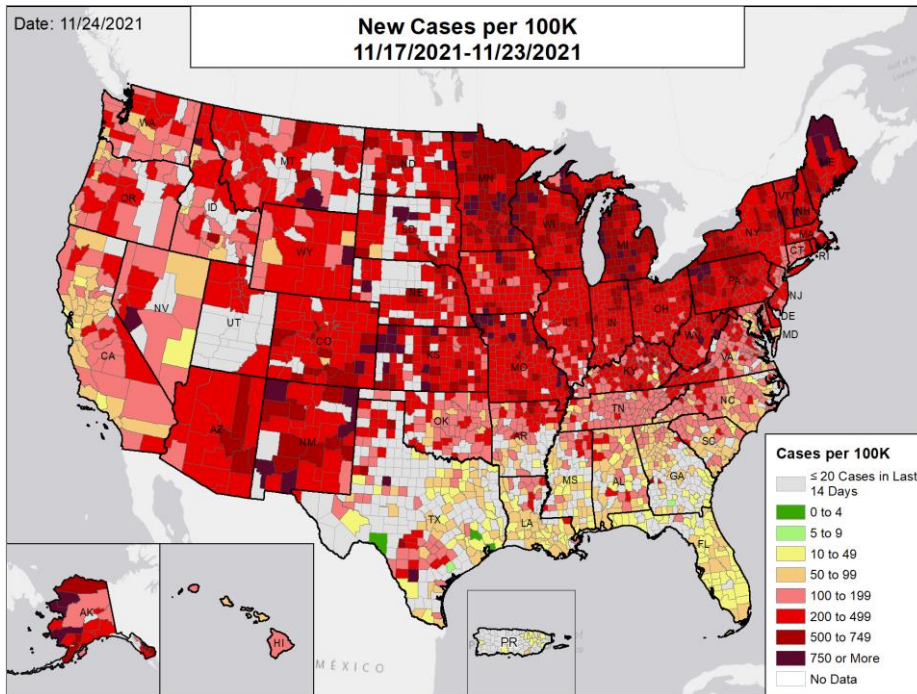 Date: 11/24/2021
New Cases per 100K
11/17/2021-11/23/2021
WA
MT
ND
MN
ME
OR
ID
SD
WI
MI
VT
NH
NY
MA
CT
RI
WY
IA
NE
PA
NJ
NV
UT
CO
IL
IN
OH
DE
MD
CA
KS
MO
WV
VA
KY
AZ
NM
OK
AR
TN
NC
SC
MS
AL
GA
TX
LA
FL
AK
HI
PR
MÉXICO
Cases per 100K
≤ 20 Cases in Last
14 Days
0 to 4
5 to 9
10 to 49
50 to 99
100 to 199
200 to 499
500 to 749
750 or More
No Data